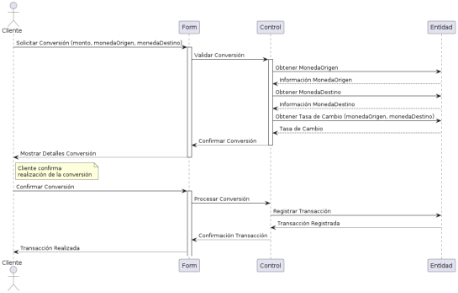 Cliente
Form
Control
Entidad
Solicitar Conversión (monto, monedaOrigen, monedaDestino)
Validar Conversión
Obtener MonedaOrigen
Información MonedaOrigen
Obtener MonedaDestino
Información MonedaDestino
Obtener Tasa de Cambio (monedaOrigen, monedaDestino)
Tasa de Cambio
Confirmar Conversión
Mostrar Detalles Conversión
Cliente confirma
realización de la conversión
Confirmar Conversión
Procesar Conversión
Registrar Transacción
Transacción Registrada
Confirmación Transacción
Transacción Realizada
Cliente
Form
Control
Entidad